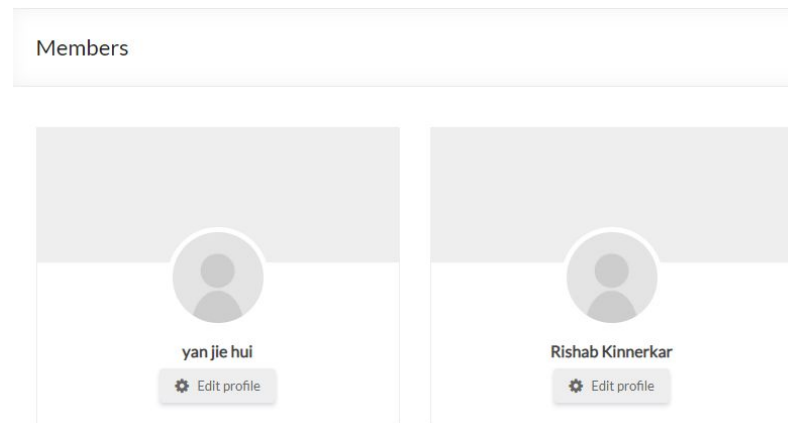 Members
yan jie hui
Rishab Kinnerkar
Edit profile
Edit profile